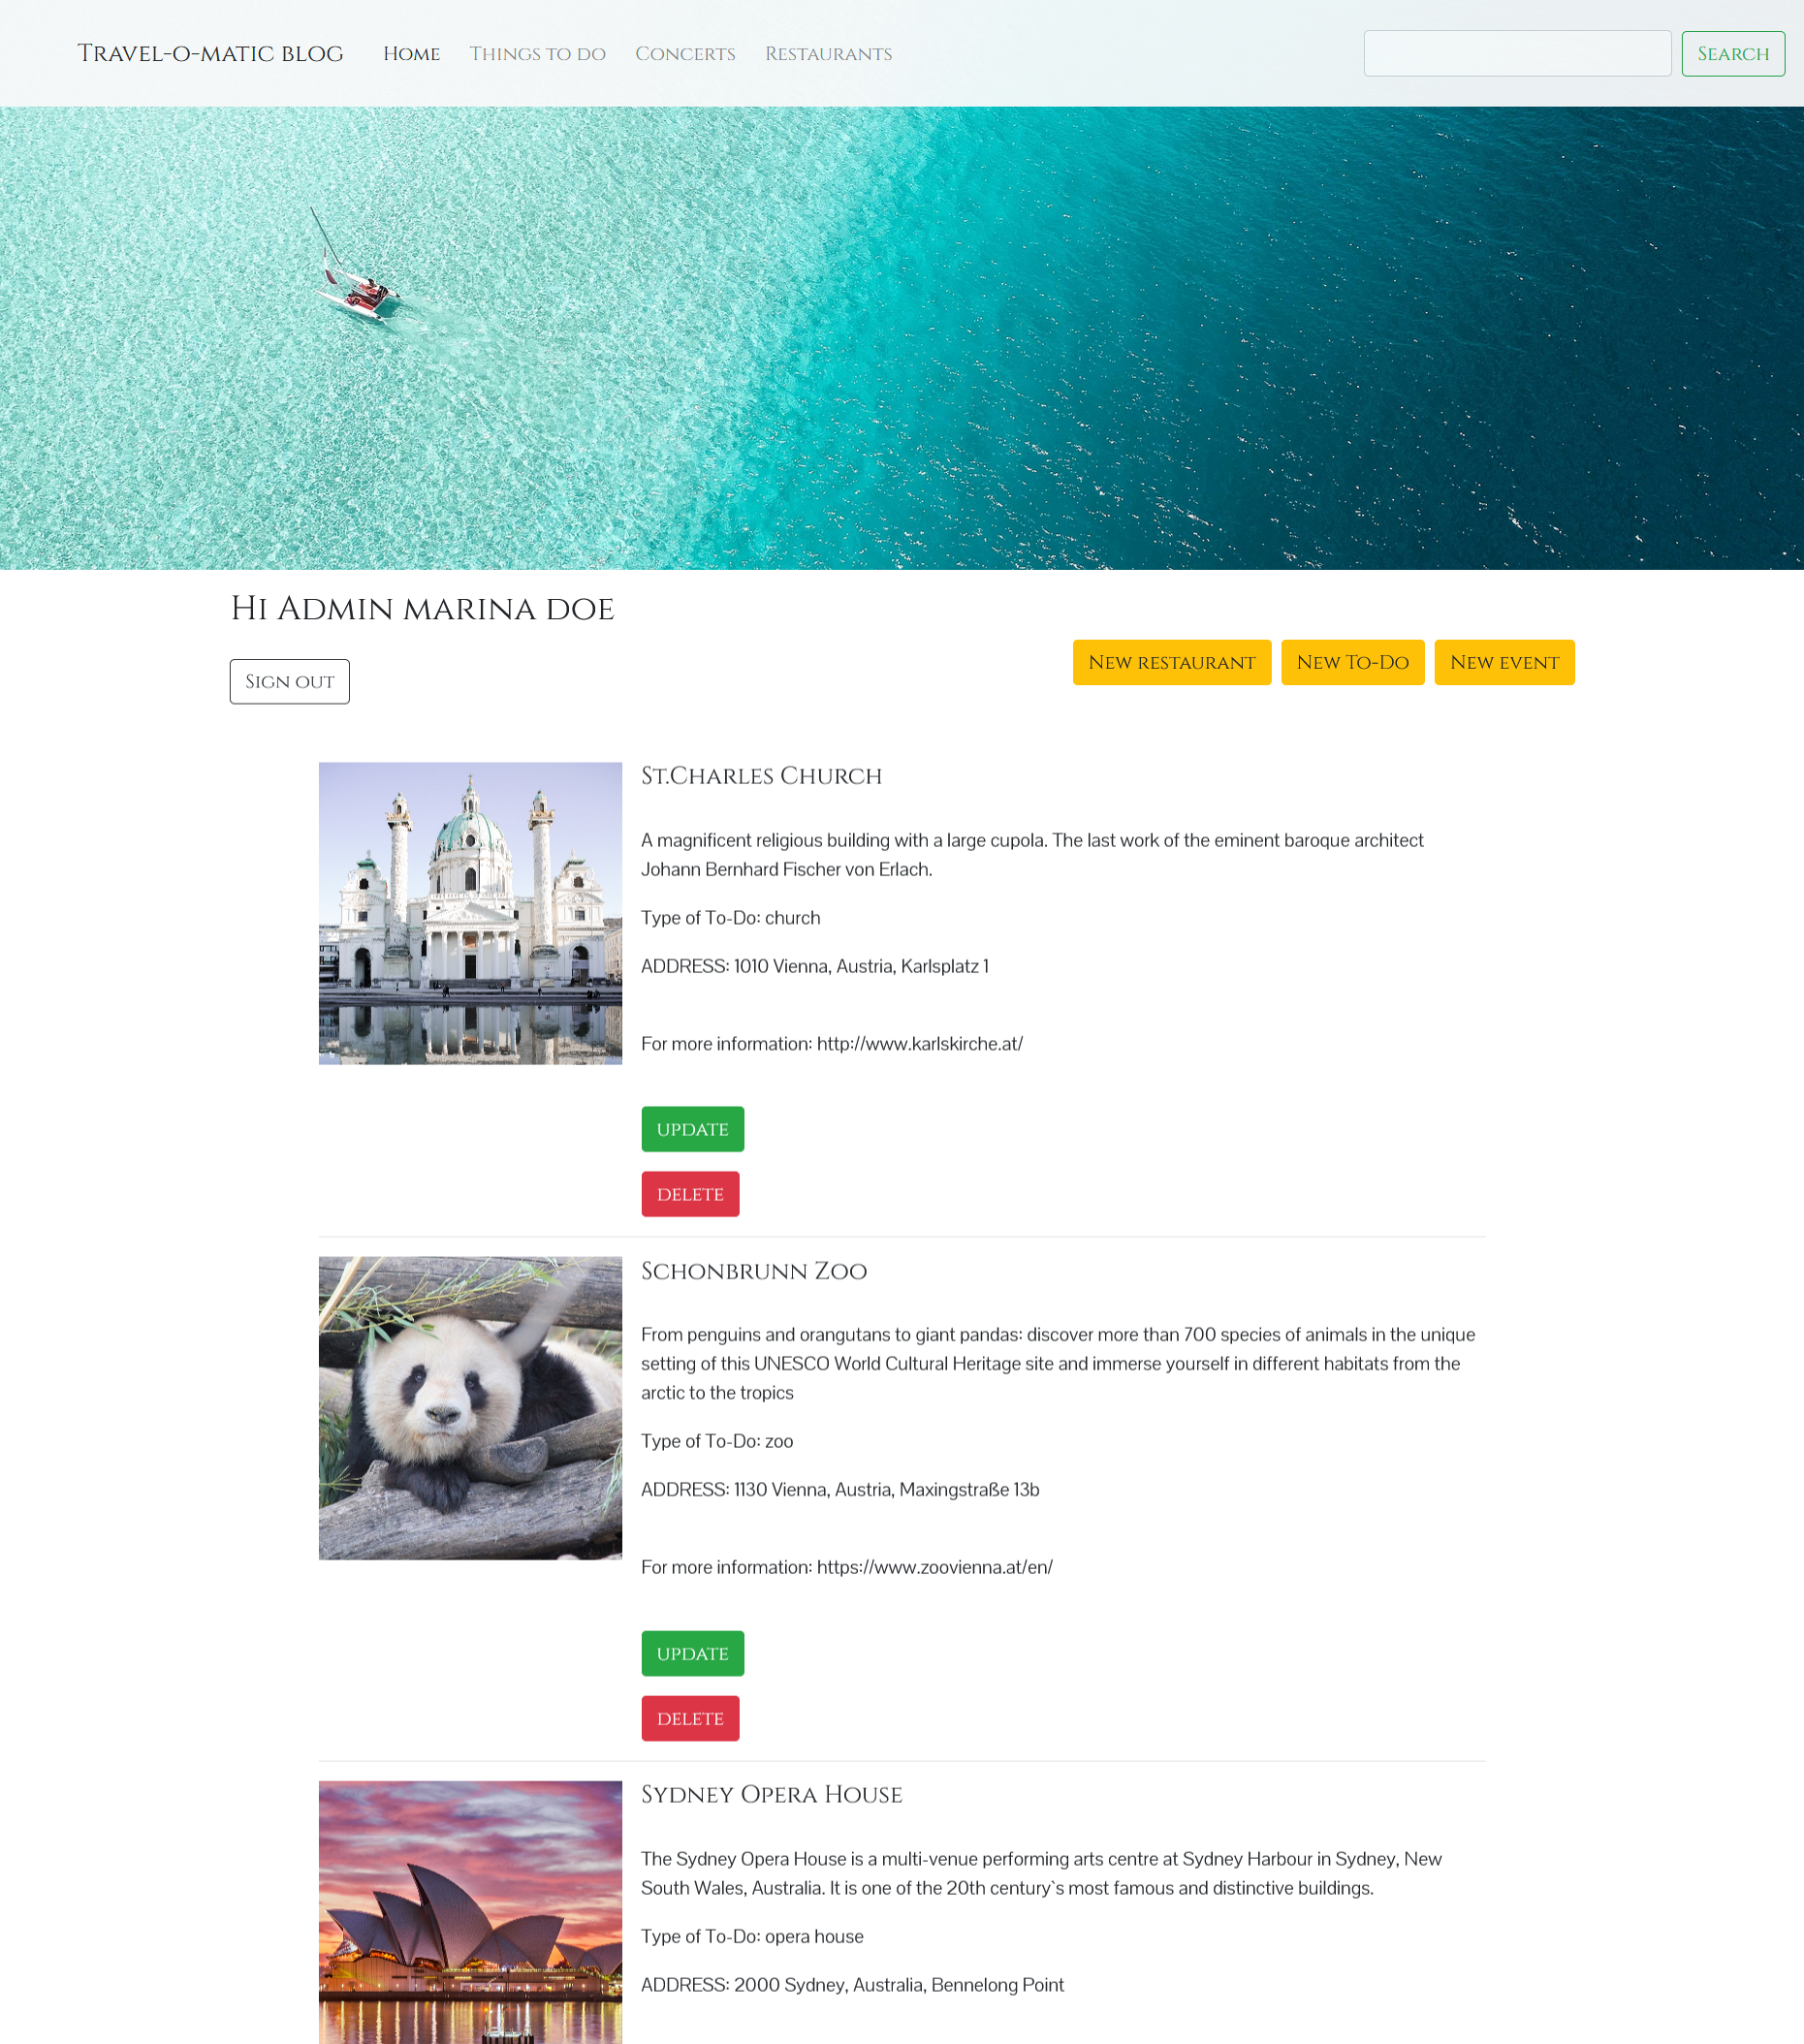 Travel-o-matic blog Home Things to do Concerts Restaurants Search
Hi Admin marina doe
New restaurant New To-Do New event
Sign out
St.Charles Church
A magnificent religious building with a large cupola. The last work of the eminent baroque architect
Johann Bernhard Fischer von Erlach.
Type of To-Do: church
ADDRESS: 1010 Vienna, Austria, Karlsplatz 1
For more information: http://www.karlskirche.at/
update
delete
Schonbrunn Zoo
From penguins and orangutans to giant pandas: discover more than 700 species of animals in the unique
setting of this UNESCO World Cultural Heritage site and immerse yourself in different habitats from the
arctic to the tropics
Type of To-Do: zoo
ADDRESS: 1130 Vienna, Austria, Maxingstraße 13b
For more information: https://www.zoovienna.at/en/
update
delete
Sydney Opera House
The Sydney Opera House is a multi-venue performing arts centre at Sydney Harbour in Sydney, New
South Wales, Australia. It is one of the 20th century`s most famous and distinctive buildings.
Type of To-Do: opera house
ADDRESS: 2000 Sydney, Australia, Bennelong Point